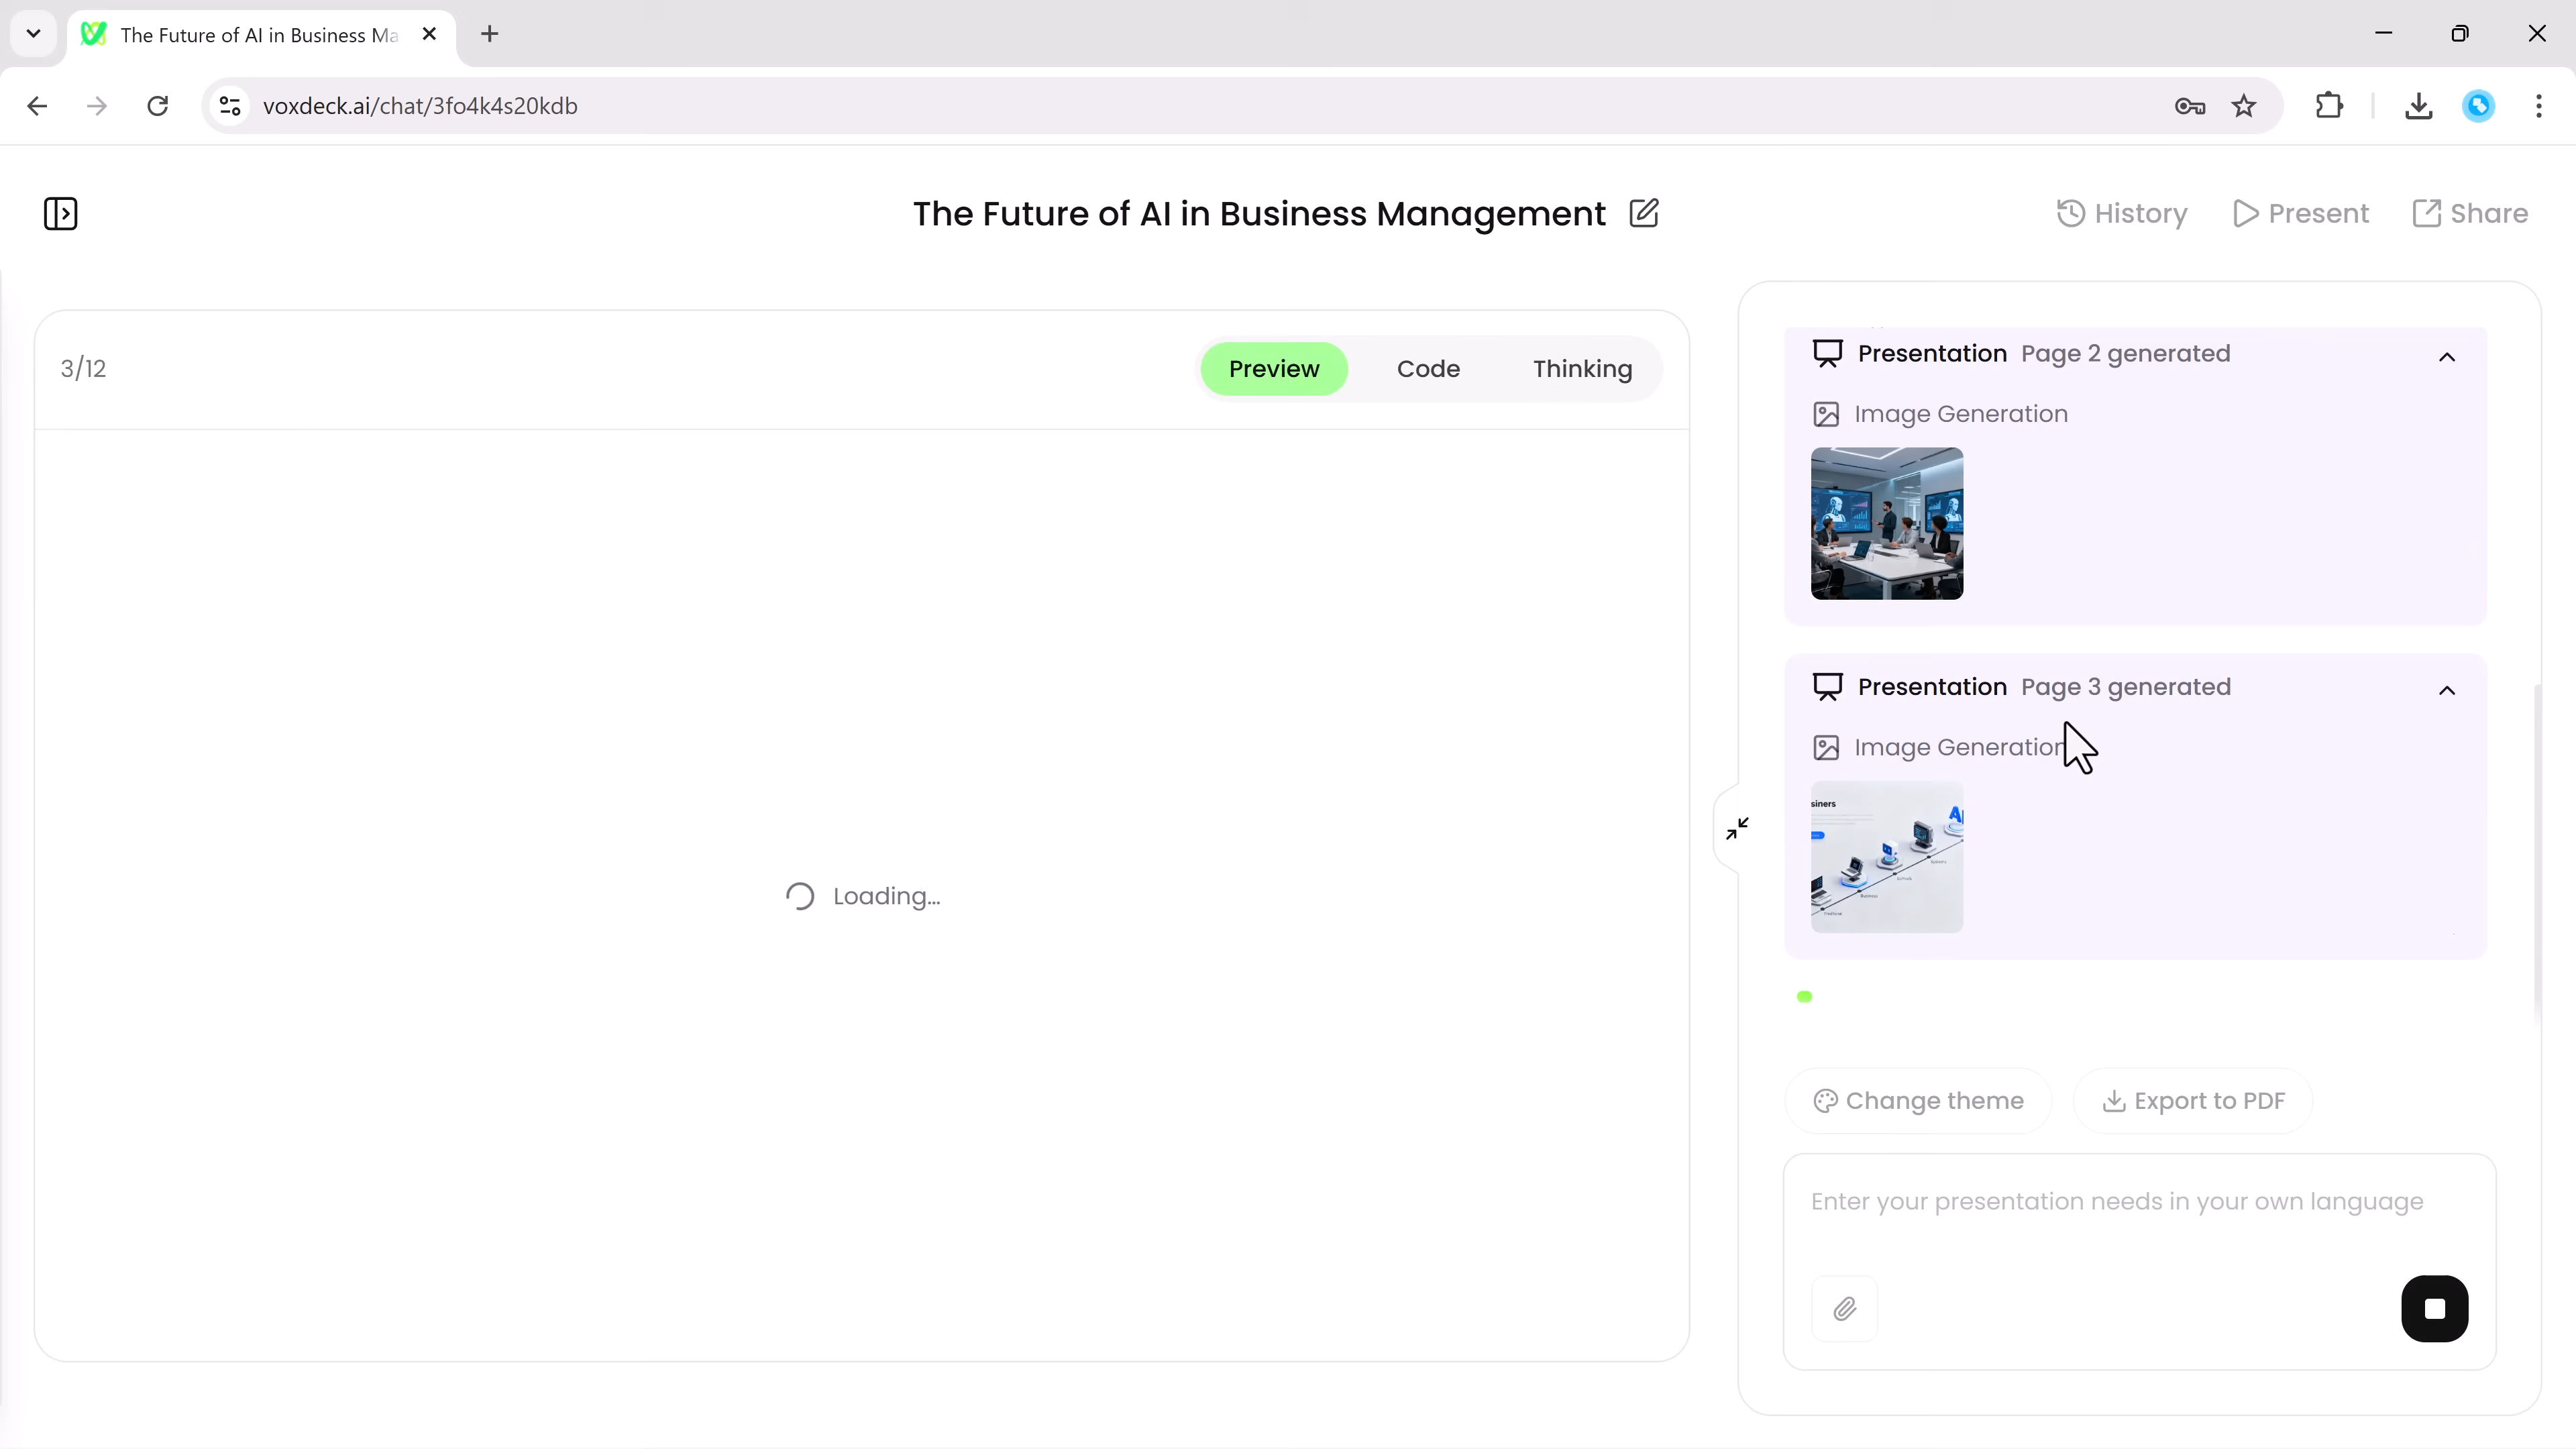 The Future of AI in Business Ma
voxdeck.ai/chat/3fo4k4s20kdb
The Future of AI in Business Management
History
Present
Share
3/12
Preview
Code
Thinking
Loading...
Presentation Page 2 generated
Image Generation
Presentation Page 3 generated
Image Generation
siners
Change theme
Export to PDF
Enter your presentation needs in your own language